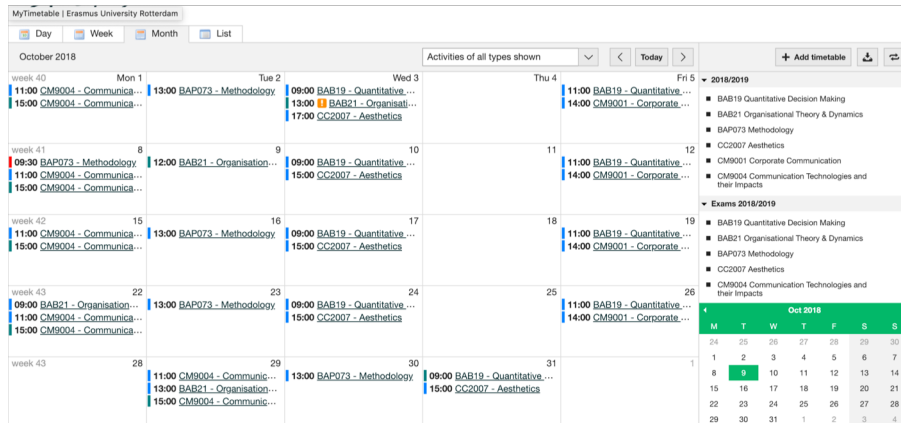 MyTimetable | Erasmus University Rotterdam
Day Week Month List
October 2018 Activities of all types shown Today + Add timetable
week 40 Mon 1 Tue 2 Wed 3 Thu 4 Fri 5
11:00 CM9004 - Communica... 13:00 BAP073 - Methodology 09:00 BAB19 - Quantitative ... 11:00 BAB19 - Quantitative ...
15:00 CM9004 - Communica... 13:00 ! BAB21 - Organisati... 14:00 CM9001 - Corporate ...
17:00 CC2007 - Aesthetics
week 41 8 9 10 11 12
09:30 BAP073 - Methodology 12:00 BAB21 - Organisation... 09:00 BAB19 - Quantitative ... 11:00 BAB19 - Quantitative ...
11:00 CM9004 - Communica... 15:00 CC2007 - Aesthetics 14:00 CM9001 - Corporate ...
15:00 CM9004 - Communica...
week 42 15 16 17 18 19
11:00 CM9004 - Communica... 13:00 BAP073 - Methodology 09:00 BAB19 - Quantitative ... 11:00 BAB19 - Quantitative ...
15:00 CM9004 - Communica... 15:00 CC2007 - Aesthetics 14:00 CM9001 - Corporate ...
week 43 22 23 24 25 26
09:00 BAB21 - Organisation... 13:00 BAP073 - Methodology 09:00 BAB19 - Quantitative ... 11:00 BAB19 - Quantitative ...
11:00 CM9004 - Communica... 15:00 CC2007 - Aesthetics 14:00 CM9001 - Corporate ...
15:00 CM9004 - Communica...
week 43 28 29 30 31 1
11:00 CM9004 - Communic... 13:00 BAP073 - Methodology 09:00 BAB19 - Quantitative ...
13:00 BAB21 - Organisation... 15:00 CC2007 - Aesthetics
15:00 CM9004 - Communic...
2018/2019
BAB19 Quantitative Decision Making
BAB21 Organisational Theory & Dynamics
BAP073 Methodology
CC2007 Aesthetics
CM9001 Corporate Communication
CM9004 Communication Technologies and
their Impacts
Exams 2018/2019
BAB19 Quantitative Decision Making
BAB21 Organisational Theory & Dynamics
BAP073 Methodology
CC2007 Aesthetics
CM9004 Communication Technologies and
their Impacts
Oct 2018
M T W T F S S
24 25 26 27 28 29 30
1 2 3 4 5 6 7
8 9 10 11 12 13 14
15 16 17 18 19 20 21
22 23 24 25 26 27 28
29 30 31 1 2 3 4